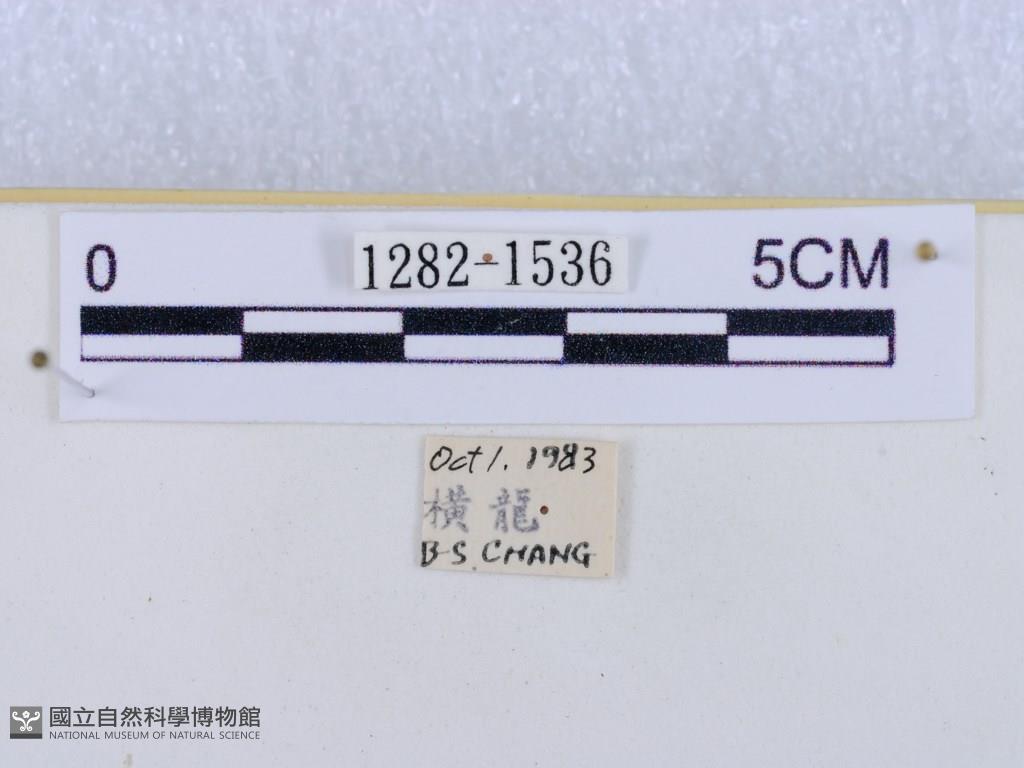 0 1282-1536 5CM
Oct 1. 1983
橫龍
B-S. CHANG
國立自然科學博物館
NATIONAL MUSEUM OF NATURAL SCIENCE